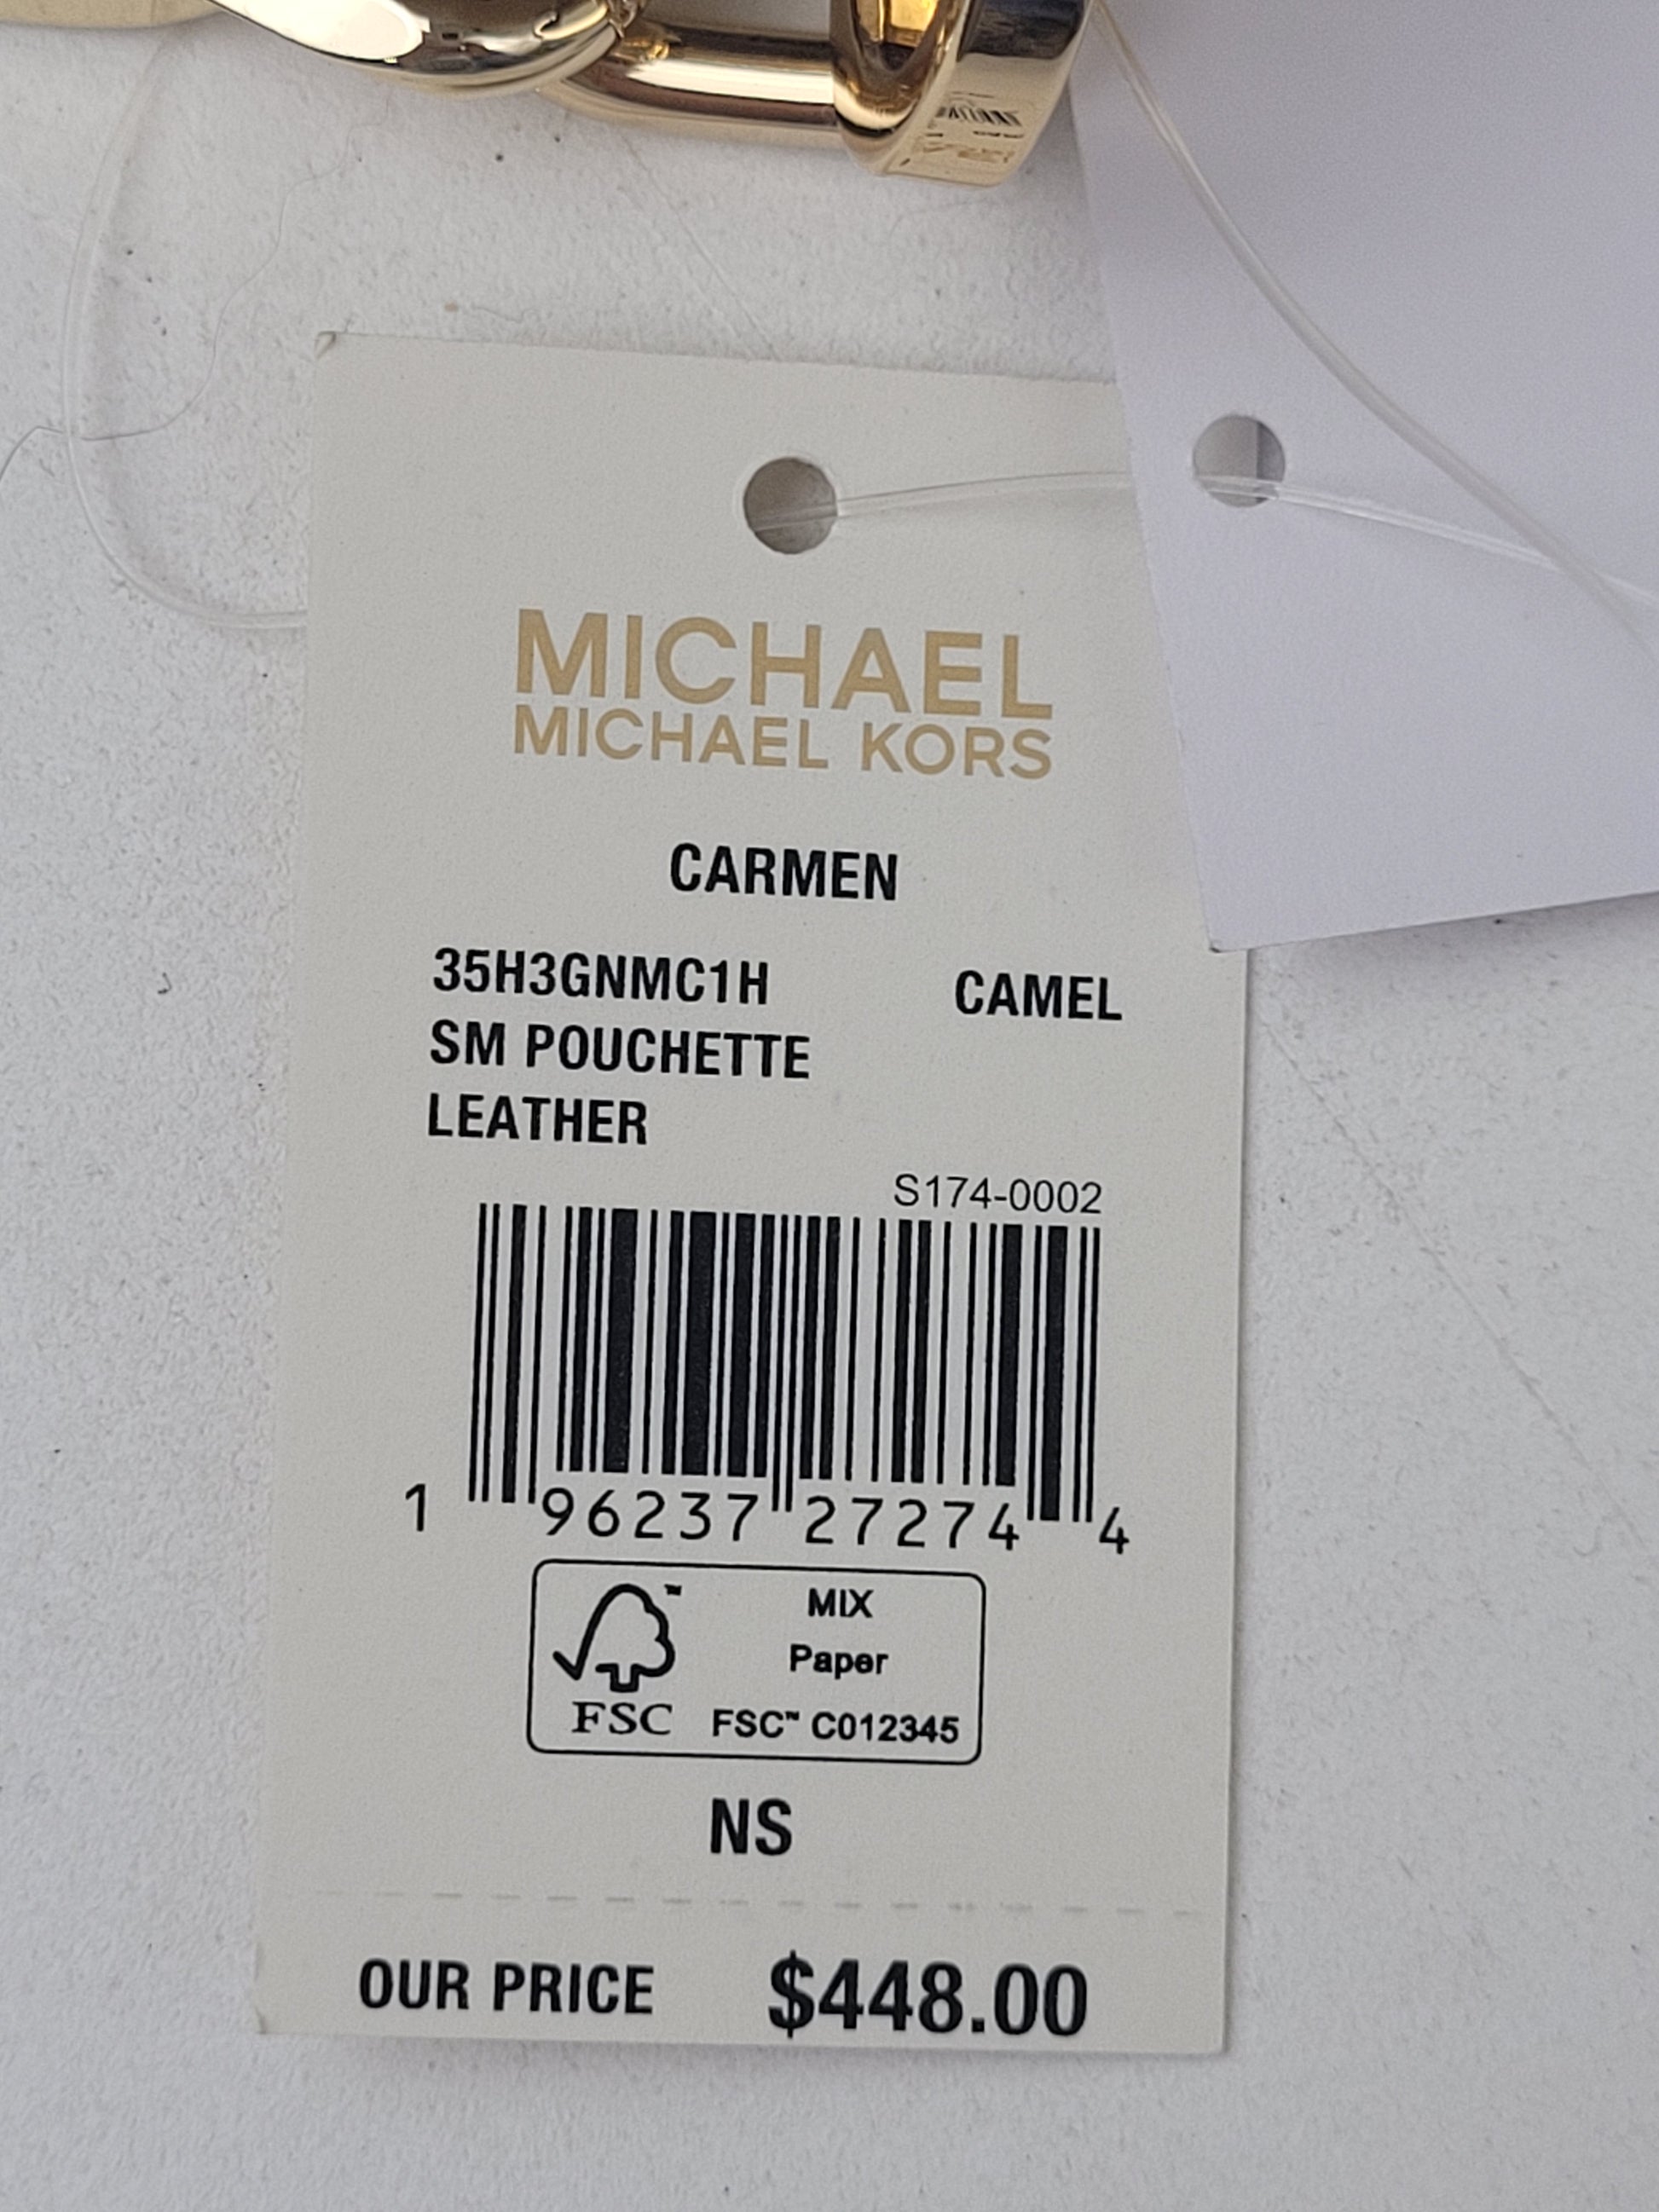 MICHAEL
MICHAEL KORS
CARMEN
35H3GNMC1H CAMEL
SM POUCHETTE
LEATHER
S174-0002
1 96237 27274 4
FSC
™
MIX
Paper
FSC™ C012345
NS
OUR PRICE $448.00